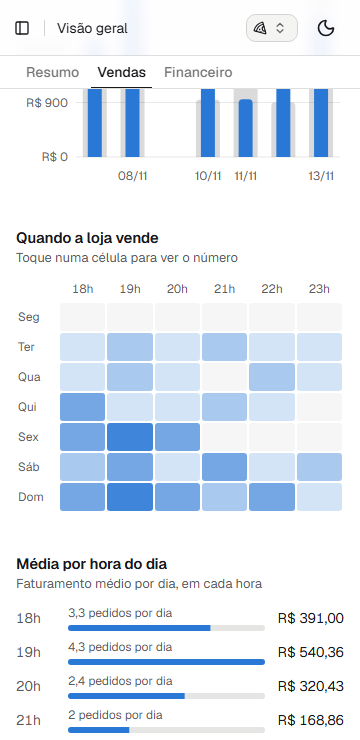 Visão geral
Resumo Vendas Financeiro
R$ 900
R$ 0
08/11 10/11 11/11 13/11
Quando a loja vende
Toque numa célula para ver o número
18h 19h 20h 21h 22h 23h
Seg
Ter
Qua
Qui
Sex
Sáb
Dom
Média por hora do dia
Faturamento médio por dia, em cada hora
18h 3,3 pedidos por dia R$ 391,00
19h 4,3 pedidos por dia R$ 540,36
20h 2,4 pedidos por dia R$ 320,43
21h 2 pedidos por dia R$ 168,86